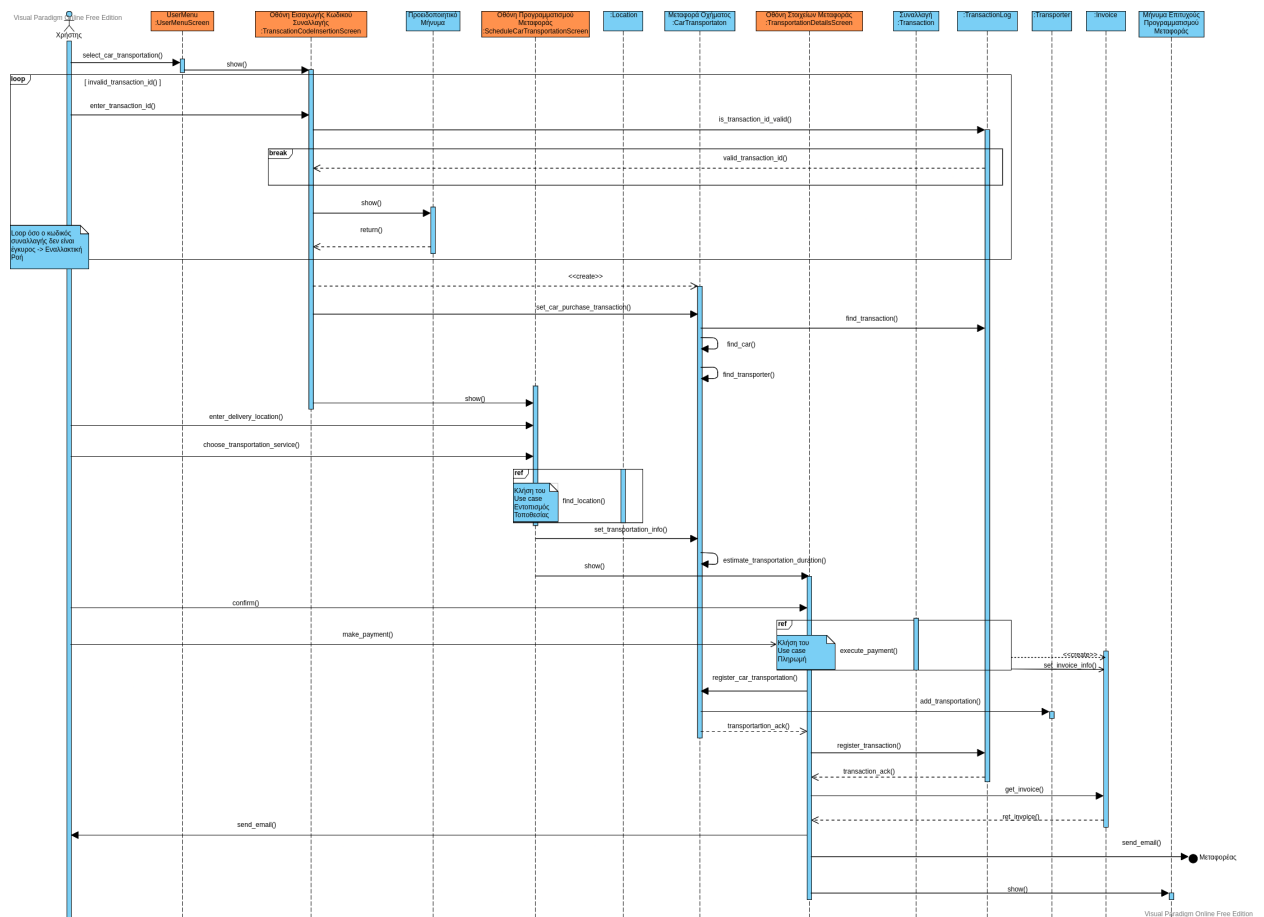 Visual Paradigm Online Free Edition
Χρήστης
UserMenu
:UserMenuScreen
Οθόνη Εισαγωγής Κωδικού
Συναλλαγής
:TranscationCodeInsertionScreen
Προειδοποιητικό
Μήνυμα
Οθόνη Προγραμματισμού
Μεταφοράς
:ScheduleCarTransportationScreen
:Location
Μεταφορά Οχήματος
:CarTransportaton
Οθόνη Στοιχείων Μεταφοράς
:TransportationDetailsScreen
Συναλλαγή
:Transaction
:TransactionLog
:Transporter
:Invoice
Μήνυμα Επιτυχούς
Προγραμματισμού
Μεταφοράς
select_car_transportation()
show()
loop
[ invalid_transaction_id() ]
enter_transaction_id()
is_transaction_id_valid()
break
valid_transaction_id()
show()
return()
Loop όσο ο κωδικός
συναλλαγής δεν είναι
έγκυρος -> Εναλλακτική
Ροή
<<create>>
set_car_purchase_transaction()
find_transaction()
find_car()
find_transporter()
show()
enter_delivery_location()
choose_transportation_service()
ref
Κλήση του
Use case
Εντοπισμός
Τοποθεσίας
find_location()
set_transportation_info()
estimate_transportation_duration()
show()
confirm()
ref
make_payment()
Κλήση του
Use case
Πληρωμή
execute_payment()
<<create>>
set_invoice_info()
register_car_transportation()
add_transportation()
transportartion_ack()
register_transaction()
transaction_ack()
get_invoice()
ret_invoice()
send_email()
send_email()
Μεταφορέας
show()
Visual Paradigm Online Free Edition